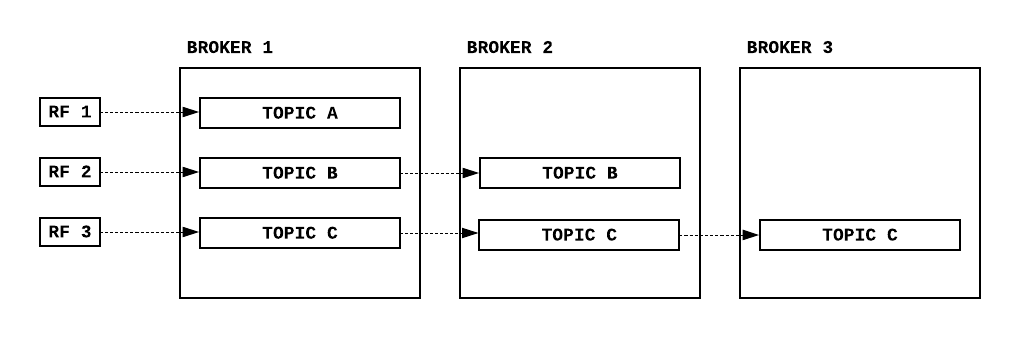 BROKER 1
BROKER 2
BROKER 3
RF 1
TOPIC A
RF 2
TOPIC B
TOPIC B
RF 3
TOPIC C
TOPIC C
TOPIC C